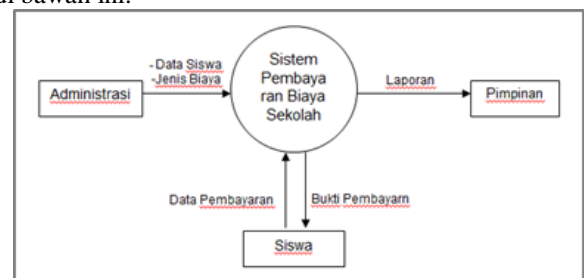 di bawah ini.
-Data Siswa
-Jenis Biaya
Administrasi
Sistem
Pembaya
ran Biaya
Sekolah
Laporan
Pimpinan
Data Pembayaran
Bukti Pembayarn
Siswa